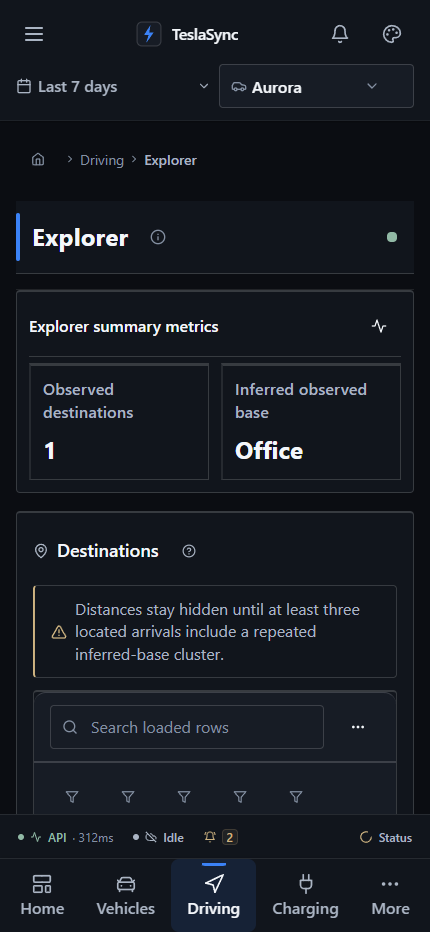 TeslaSync
Last 7 days
Aurora
Driving
Explorer
Explorer
Explorer summary metrics
Observed
destinations
1
Inferred observed
base
Office
Destinations
Distances stay hidden until at least three
located arrivals include a repeated
inferred-base cluster.
Search loaded rows
API · 312ms
Idle
2
Status
Home
Vehicles
Driving
Charging
More